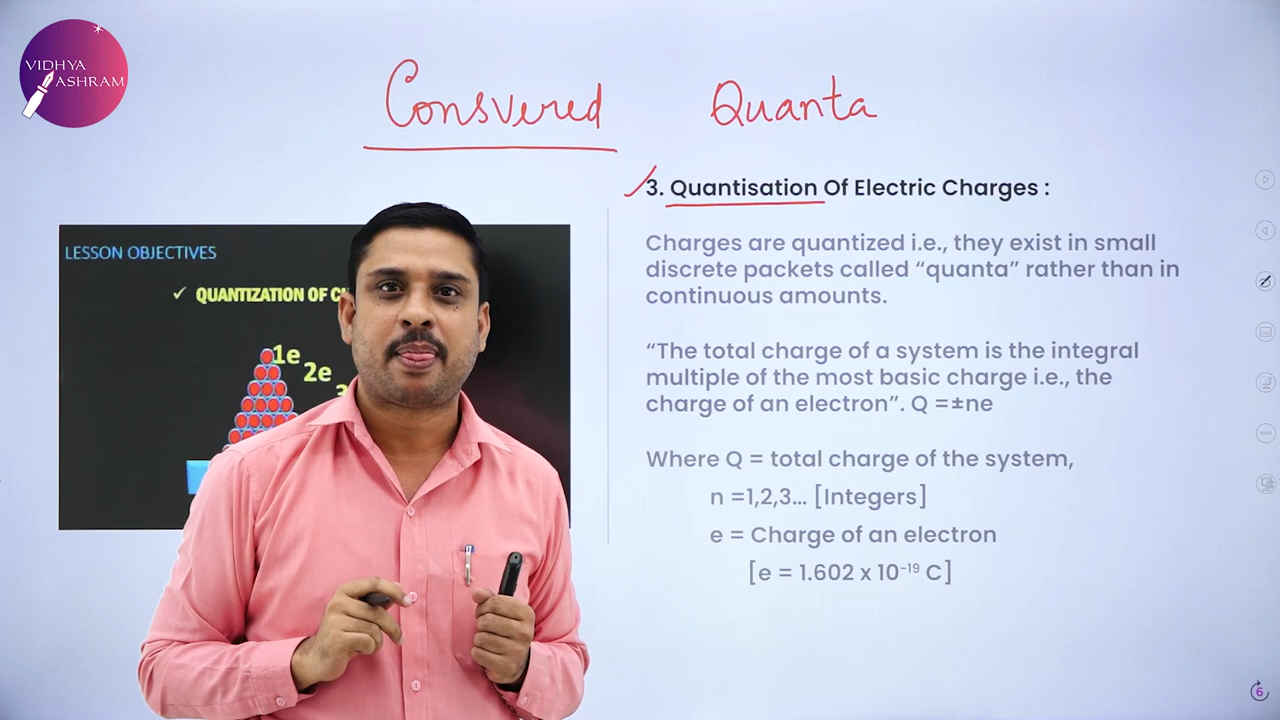 VIDHYA
ASHRAM
Consvered Quanta
3. Quantisation Of Electric Charges :
LESSON OBJECTIVES
✓ QUANTIZATION OF
1e
2e
Charges are quantized i.e., they exist in small
discrete packets called “quanta” rather than in
continuous amounts.
“The total charge of a system is the integral
multiple of the most basic charge i.e., the
charge of an electron”. Q =±ne
Where Q = total charge of the system,
n =1,2,3... [Integers]
e = Charge of an electron
[e = 1.602 x 10⁻¹⁹ C]
6